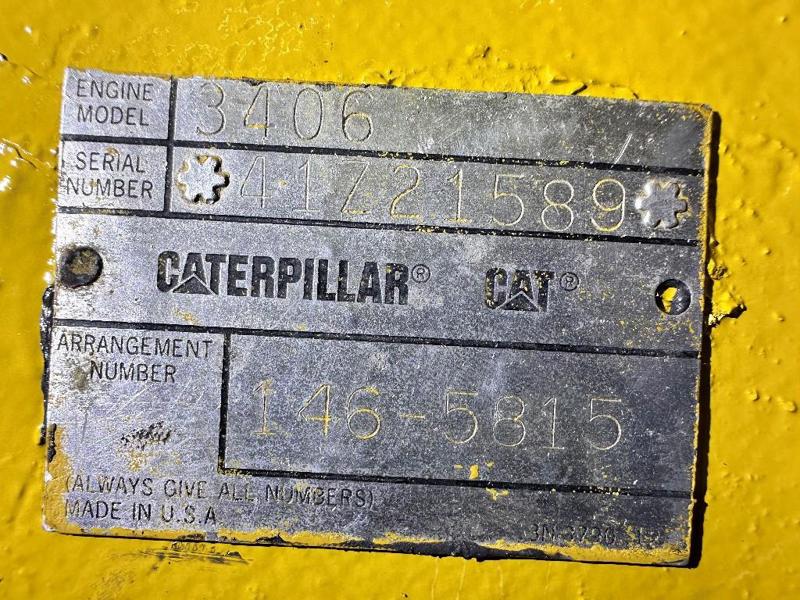 ENGINE MODEL 3406
SERIAL NUMBER 41Z21589
CATERPILLAR® CAT®
ARRANGEMENT NUMBER 146-5815
(ALWAYS GIVE ALL NUMBERS)
MADE IN U.S.A